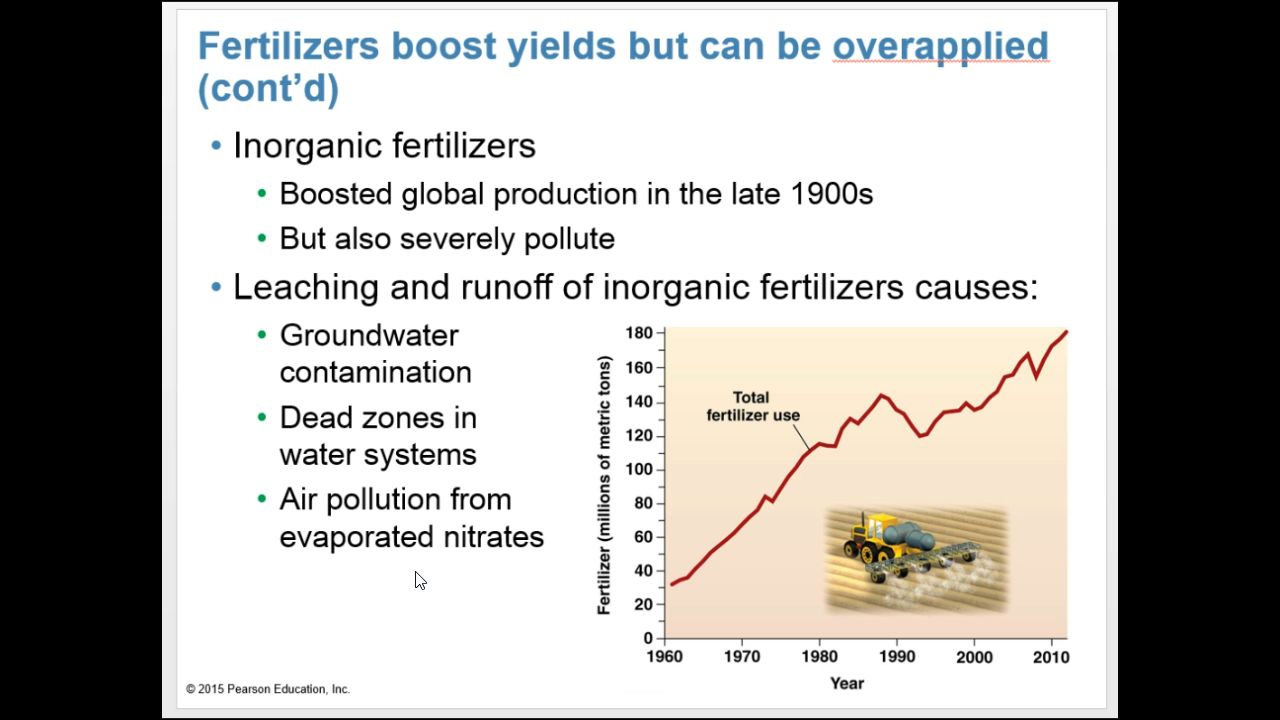 Fertilizers boost yields but can be overapplied
(cont’d)
• Inorganic fertilizers
• Boosted global production in the late 1900s
• But also severely pollute
• Leaching and runoff of inorganic fertilizers causes:
• Groundwater
contamination
• Dead zones in
water systems
• Air pollution from
evaporated nitrates
Fertilizer (millions of metric tons)
180
160
140
120
100
80
60
40
20
0
Total
fertilizer use
1960 1970 1980 1990 2000 2010
Year
© 2015 Pearson Education, Inc.